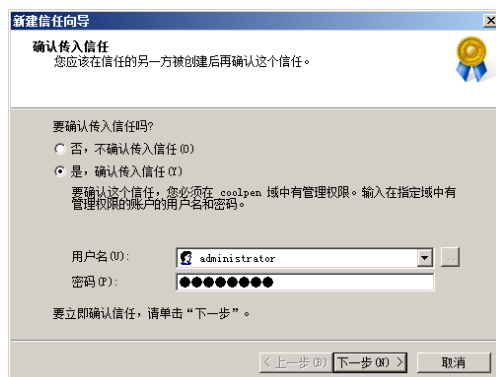 新建信任向导
确认传入信任
您应该在信任的另一方被创建后再确认这个信任。
要确认传入信任吗?
否，不确认传入信任(O)
是，确认传入信任(Y)
要确认这个信任，您必须在 coolpen 域中有管理权限。输入在指定域中有
管理权限的账户的用户名和密码。
用户名(U):
administrator
密码(P):
要立即确认信任，请单击“下一步”。
< 上一步(B)
下一步(N) >
取消